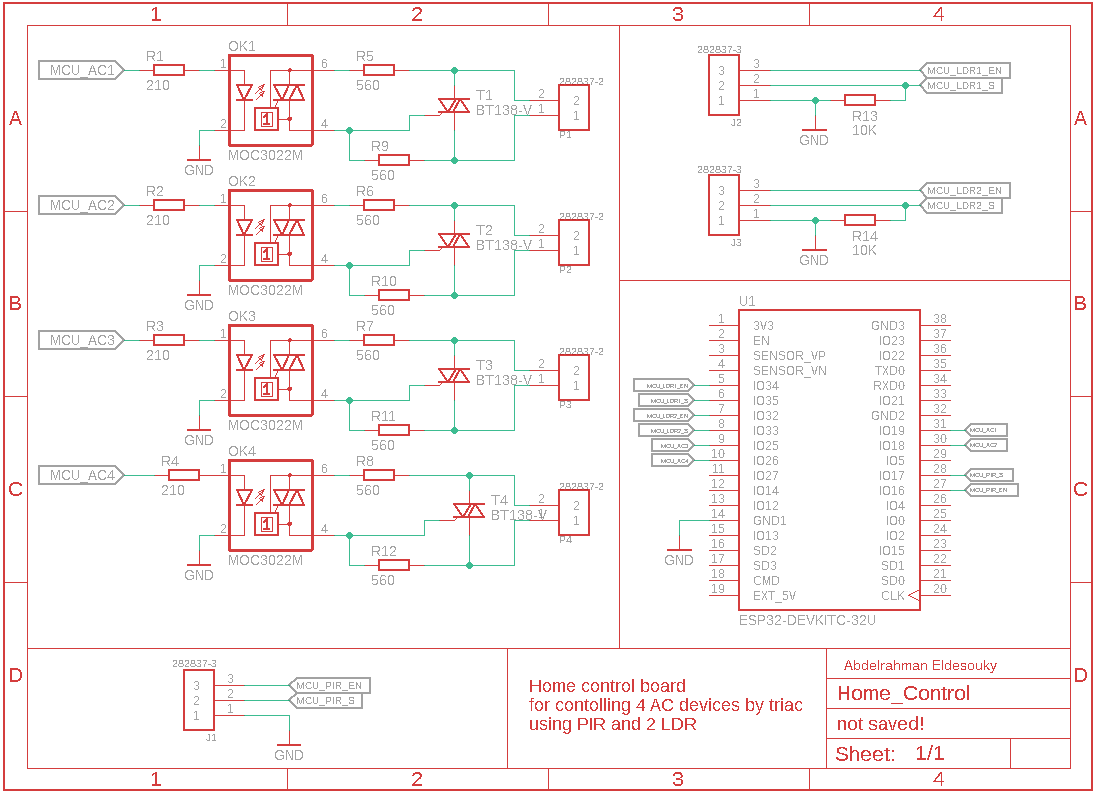 1 2 3 4
A
B
C
D
MCU_AC1
R1
210
OK1
1 6
2 4
1
MOC3022M
GND
R5
560
R9
560
T1
BT138-V
282837-2
2 2
1 1
P1
MCU_AC2
R2
210
OK2
1 6
2 4
1
MOC3022M
GND
R6
560
R10
560
T2
BT138-V
282837-2
2 2
1 1
P2
MCU_AC3
R3
210
OK3
1 6
2 4
1
MOC3022M
GND
R7
560
R11
560
T3
BT138-V
282837-2
2 2
1 1
P3
MCU_AC4
R4
210
OK4
1 6
2 4
1
MOC3022M
GND
R8
560
R12
560
T4
BT138-V
282837-2
2 2
1 1
P4
282837-3
3 3 MCU_LDR1_EN
2 2 MCU_LDR1_S
1 1
J2
GND
R13
10K
282837-3
3 3 MCU_LDR2_EN
2 2 MCU_LDR2_S
1 1
J3
GND
R14
10K
U1
1 3V3 GND3 38
2 EN IO23 37
3 SENSOR_VP IO22 36
4 SENSOR_VN TXD0 35
MCU_LDR1_EN 5 IO34 RXD0 34
MCU_LDR1_S 6 IO35 IO21 33
MCU_LDR2_EN 7 IO32 GND2 32
MCU_LDR2_S 8 IO33 IO19 31 MCU_AC1
MCU_AC3 9 IO25 IO18 30 MCU_AC2
MCU_AC4 10 IO26 IO5 29
11 IO27 IO17 28 MCU_PIR_S
12 IO14 IO16 27 MCU_PIR_EN
13 IO12 IO4 26
14 GND1 IO0 25
15 IO13 IO2 24
16 SD2 IO15 23
17 SD3 SD1 22
18 CMD SD0 21
19 EXT_5V CLK 20
GND
ESP32-DEVKITC-32U
282837-3
3 3 MCU_PIR_EN
2 2 MCU_PIR_S
1 1
J1
GND
Home control board
for contolling 4 AC devices by triac
using PIR and 2 LDR
Abdelrahman Eldesouky
Home_Control
not saved!
Sheet: 1/1
A
B
C
D
1 2 3 4